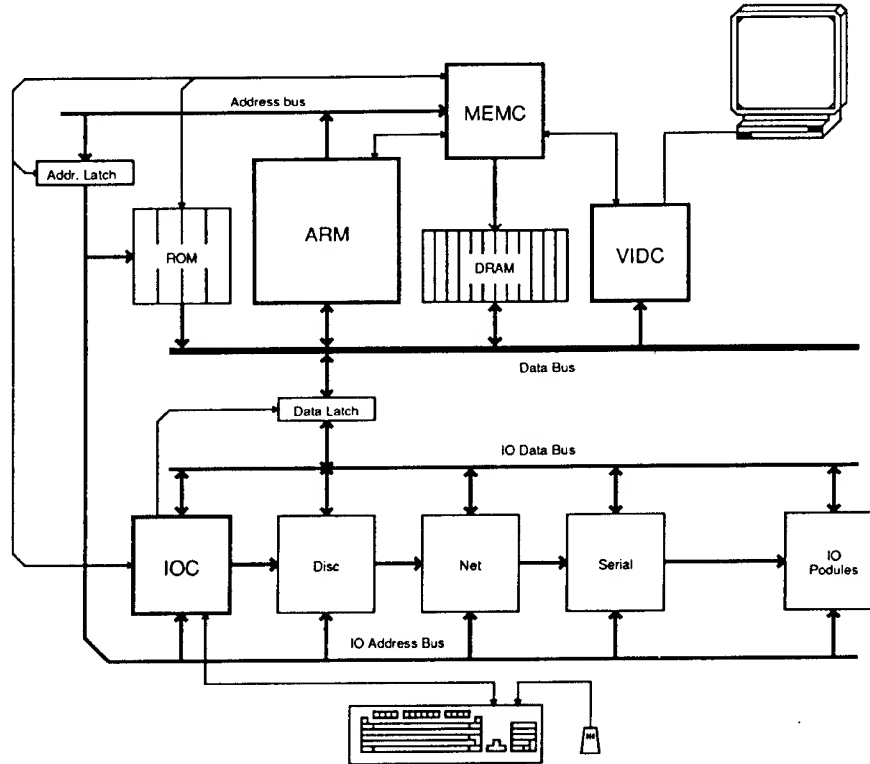 Address bus
MEMC
Addr. Latch
ARM
ROM
DRAM
VIDC
Data Bus
Data Latch
IO Data Bus
IOC
Disc
Net
Serial
IO
Podules
IO Address Bus